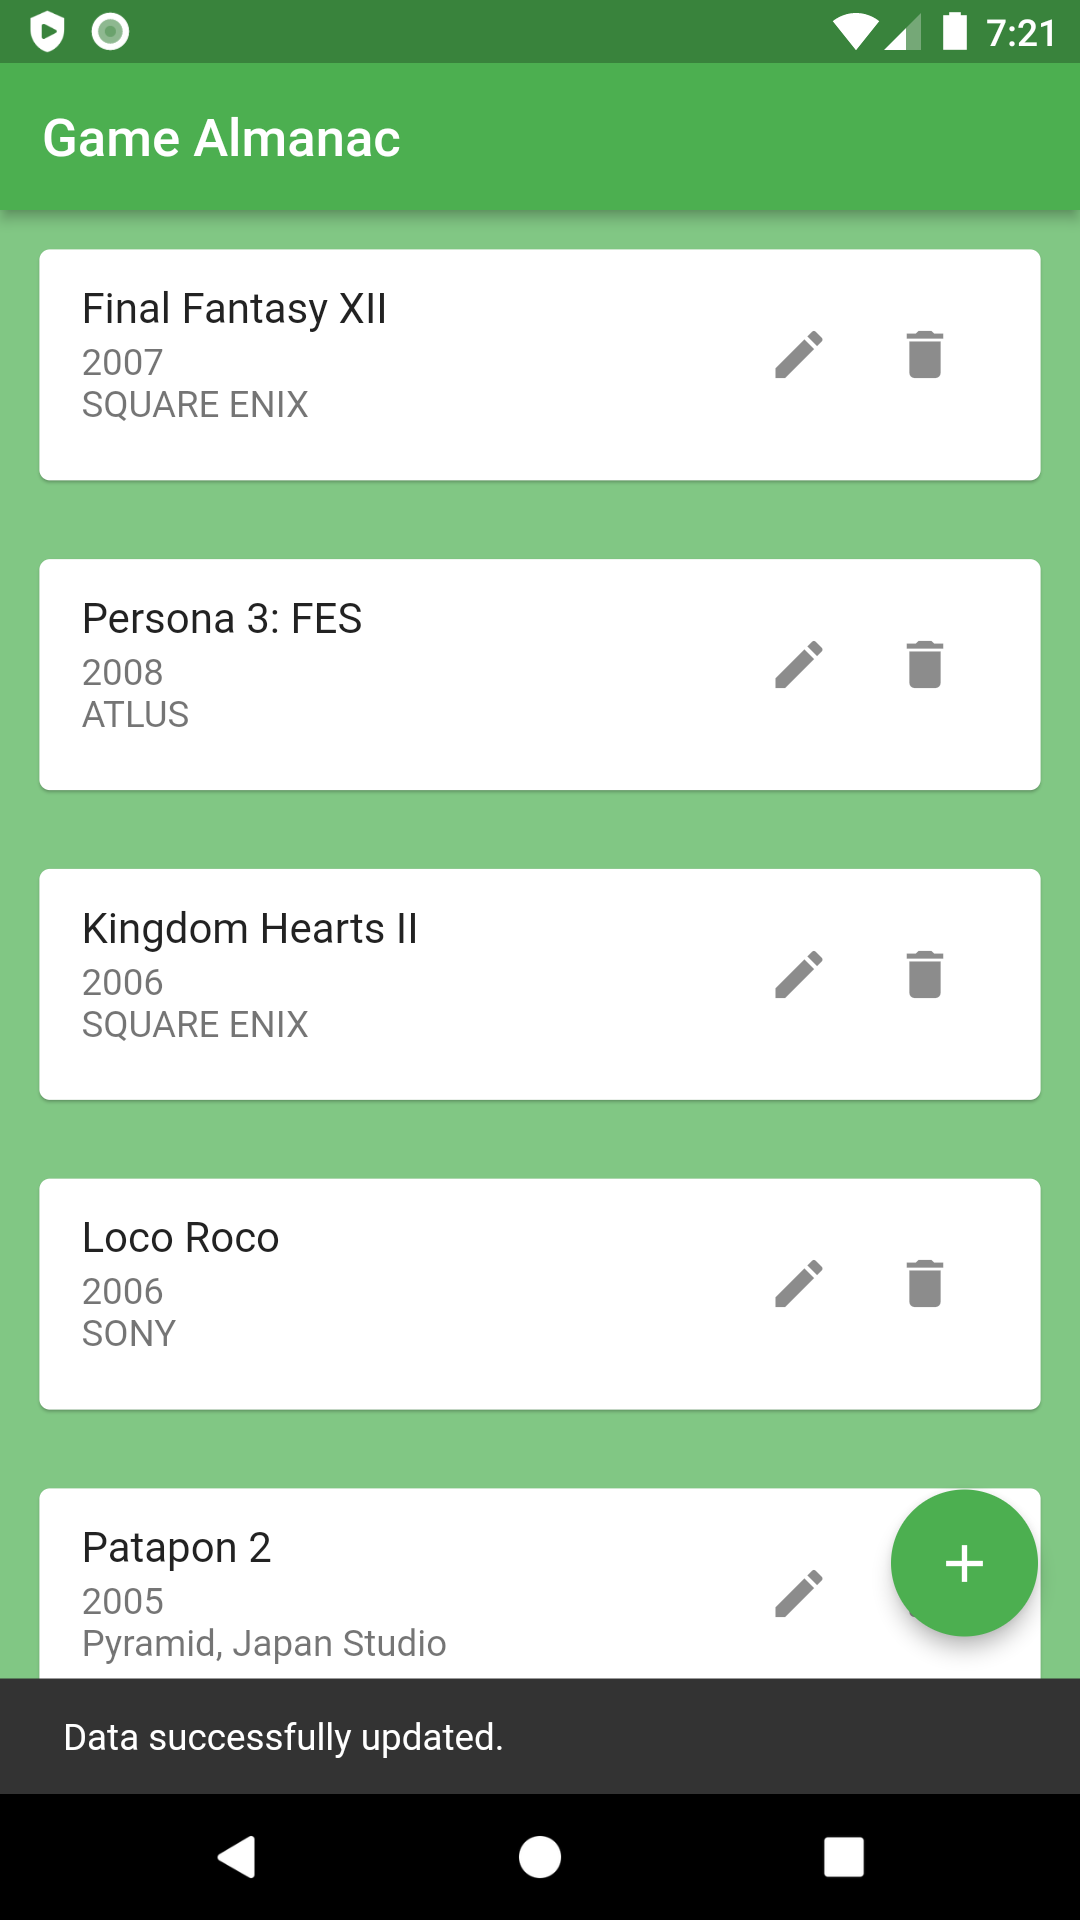 7:21
Game Almanac
Final Fantasy XII
2007
SQUARE ENIX
Persona 3: FES
2008
ATLUS
Kingdom Hearts II
2006
SQUARE ENIX
Loco Roco
2006
SONY
Patapon 2
2005
Pyramid, Japan Studio
Data successfully updated.